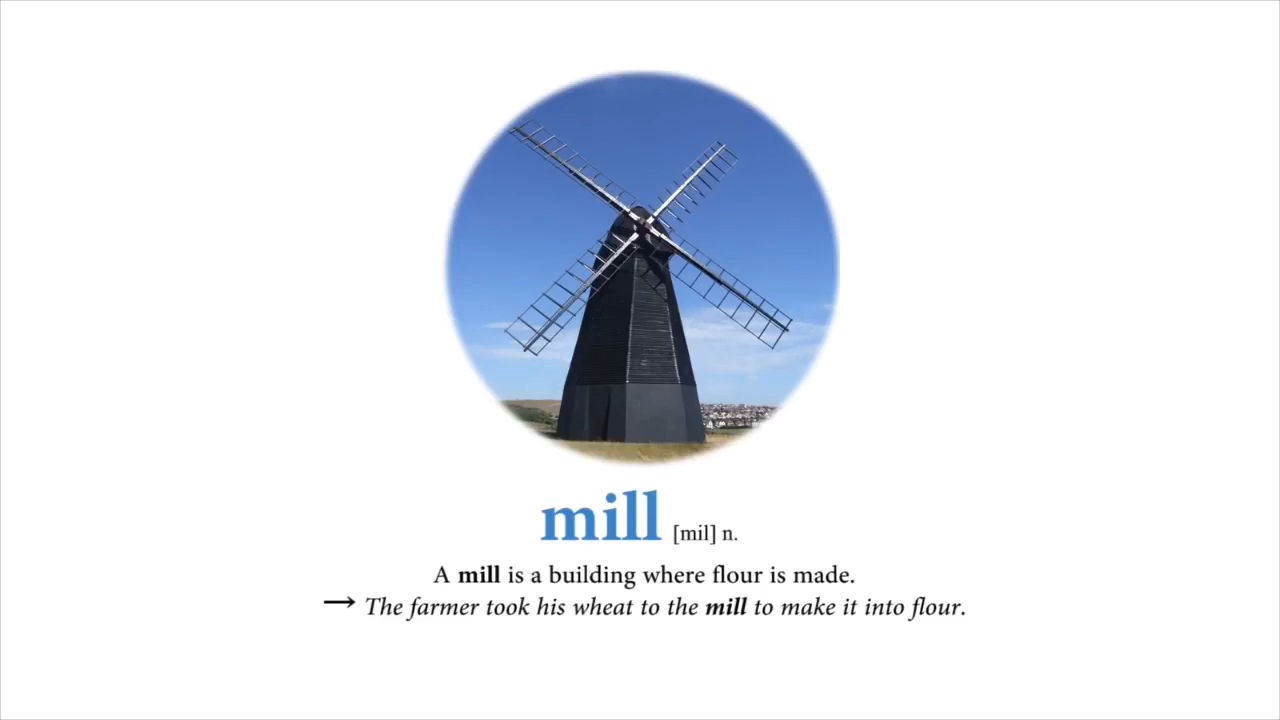 mill [mil] n.
A mill is a building where flour is made.
→ The farmer took his wheat to the mill to make it into flour.